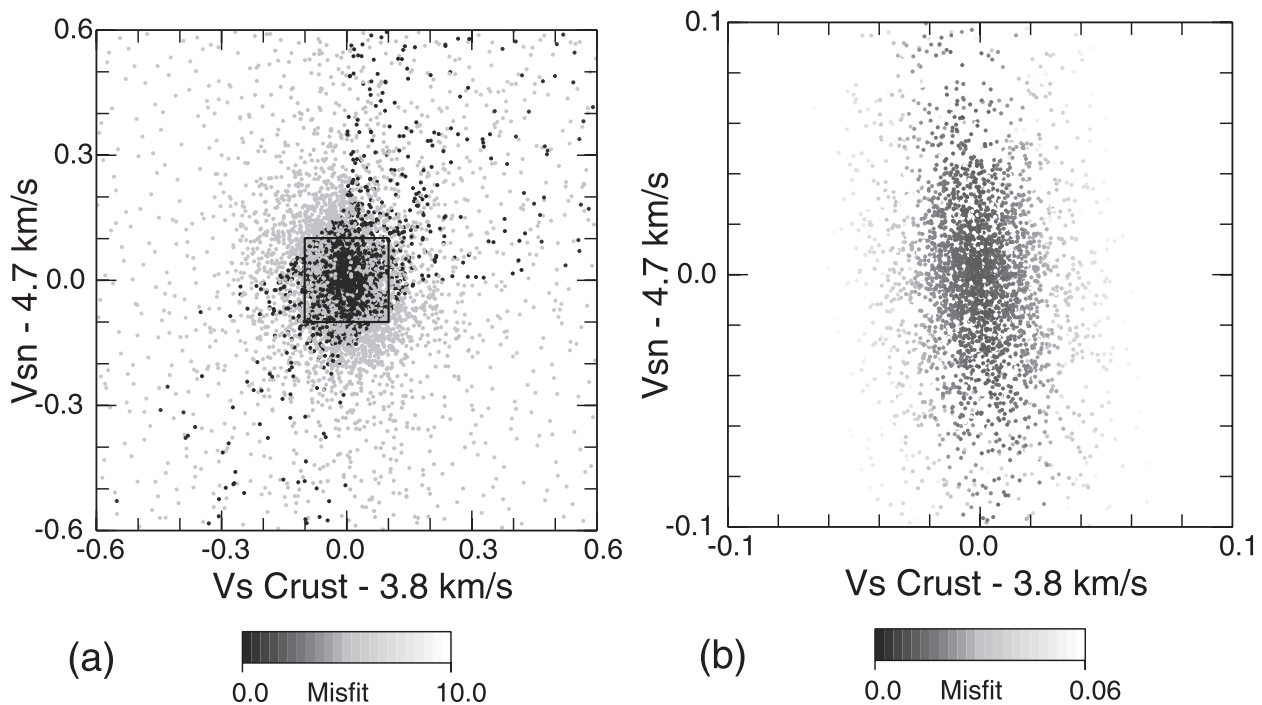 0.6
0.3
0.0
-0.3
-0.6
-0.6 -0.3 0.0 0.3 0.6
Vsn - 4.7 km/s
Vs Crust - 3.8 km/s
(a)
0.0 Misfit 10.0
0.1
0.0
-0.1
-0.1 0.0 0.1
Vsn - 4.7 km/s
Vs Crust - 3.8 km/s
(b)
0.0 Misfit 0.06